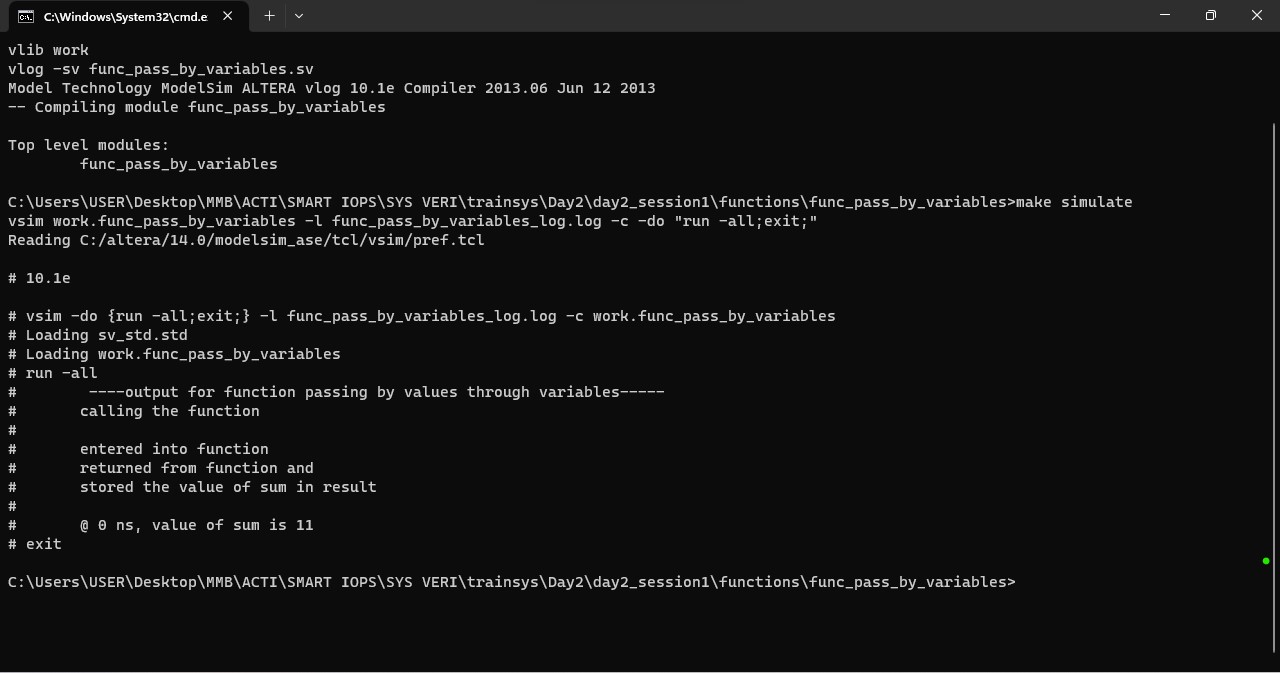 C:\Windows\System32\cmd.e
vlib work
vlog -sv func_pass_by_variables.sv
Model Technology ModelSim ALTERA vlog 10.1e Compiler 2013.06 Jun 12 2013
-- Compiling module func_pass_by_variables
Top level modules:
func_pass_by_variables
C:\Users\USER\Desktop\MMB\ACTI\SMART IOPS\SYS VERI\trainsys\Day2\day2_session1\functions\func_pass_by_variables>make simulate
vsim work.func_pass_by_variables -l func_pass_by_variables_log.log -c -do "run -all;exit;"
Reading C:/altera/14.0/modelsim_ase/tcl/vsim/pref.tcl
# 10.1e
# vsim -do {run -all;exit;} -l func_pass_by_variables_log.log -c work.func_pass_by_variables
# Loading sv_std.std
# Loading work.func_pass_by_variables
# run -all
# ----output for function passing by values through variables-----
# calling the function
#
# entered into function
# returned from function and
# stored the value of sum in result
#
# @ 0 ns, value of sum is 11
# exit
C:\Users\USER\Desktop\MMB\ACTI\SMART IOPS\SYS VERI\trainsys\Day2\day2_session1\functions\func_pass_by_variables>